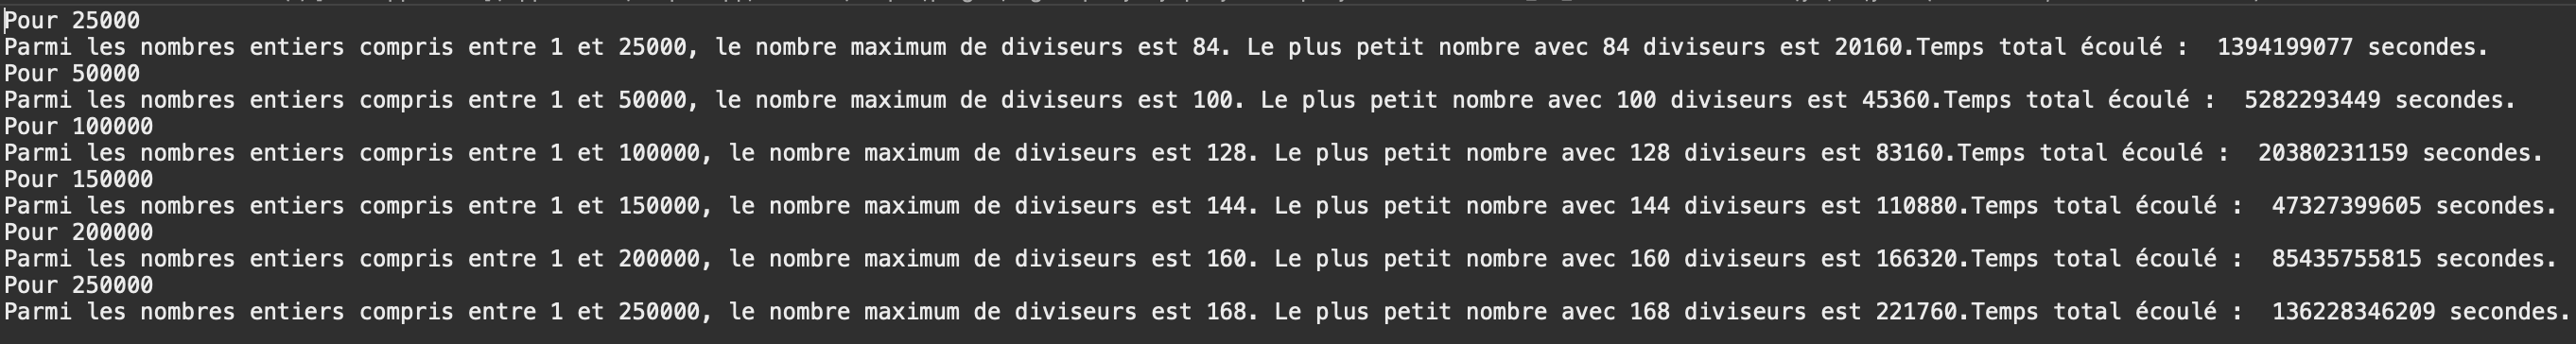 Pour 25000
Parmi les nombres entiers compris entre 1 et 25000, le nombre maximum de diviseurs est 84. Le plus petit nombre avec 84 diviseurs est 20160.Temps total écoulé :  1394199077 secondes.
Pour 50000
Parmi les nombres entiers compris entre 1 et 50000, le nombre maximum de diviseurs est 100. Le plus petit nombre avec 100 diviseurs est 45360.Temps total écoulé :  5282293449 secondes.
Pour 100000
Parmi les nombres entiers compris entre 1 et 100000, le nombre maximum de diviseurs est 128. Le plus petit nombre avec 128 diviseurs est 83160.Temps total écoulé :  20380231159 secondes.
Pour 150000
Parmi les nombres entiers compris entre 1 et 150000, le nombre maximum de diviseurs est 144. Le plus petit nombre avec 144 diviseurs est 110880.Temps total écoulé :  47327399605 secondes.
Pour 200000
Parmi les nombres entiers compris entre 1 et 200000, le nombre maximum de diviseurs est 160. Le plus petit nombre avec 160 diviseurs est 166320.Temps total écoulé :  85435755815 secondes.
Pour 250000
Parmi les nombres entiers compris entre 1 et 250000, le nombre maximum de diviseurs est 168. Le plus petit nombre avec 168 diviseurs est 221760.Temps total écoulé :  136228346209 secondes.